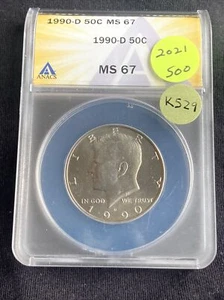 1990-D 50C MS 67
1990-D 50C
MS 67
ANACS
2021
500
K529
LIBERTY
IN GOD WE TRUST
1990